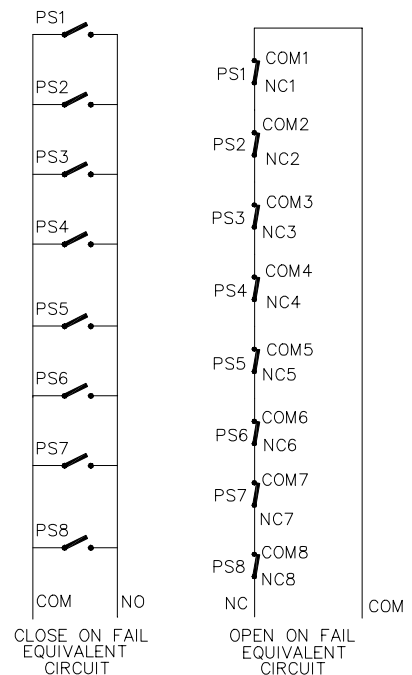 PS1
PS2
PS3
PS4
PS5
PS6
PS7
PS8
COM
NO
CLOSE ON FAIL
EQUIVALENT
CIRCUIT
PS1
COM1
NC1
PS2
COM2
NC2
PS3
COM3
NC3
PS4
COM4
NC4
PS5
COM5
NC5
PS6
COM6
NC6
PS7
COM7
NC7
PS8
COM8
NC8
NC
COM
OPEN ON FAIL
EQUIVALENT
CIRCUIT